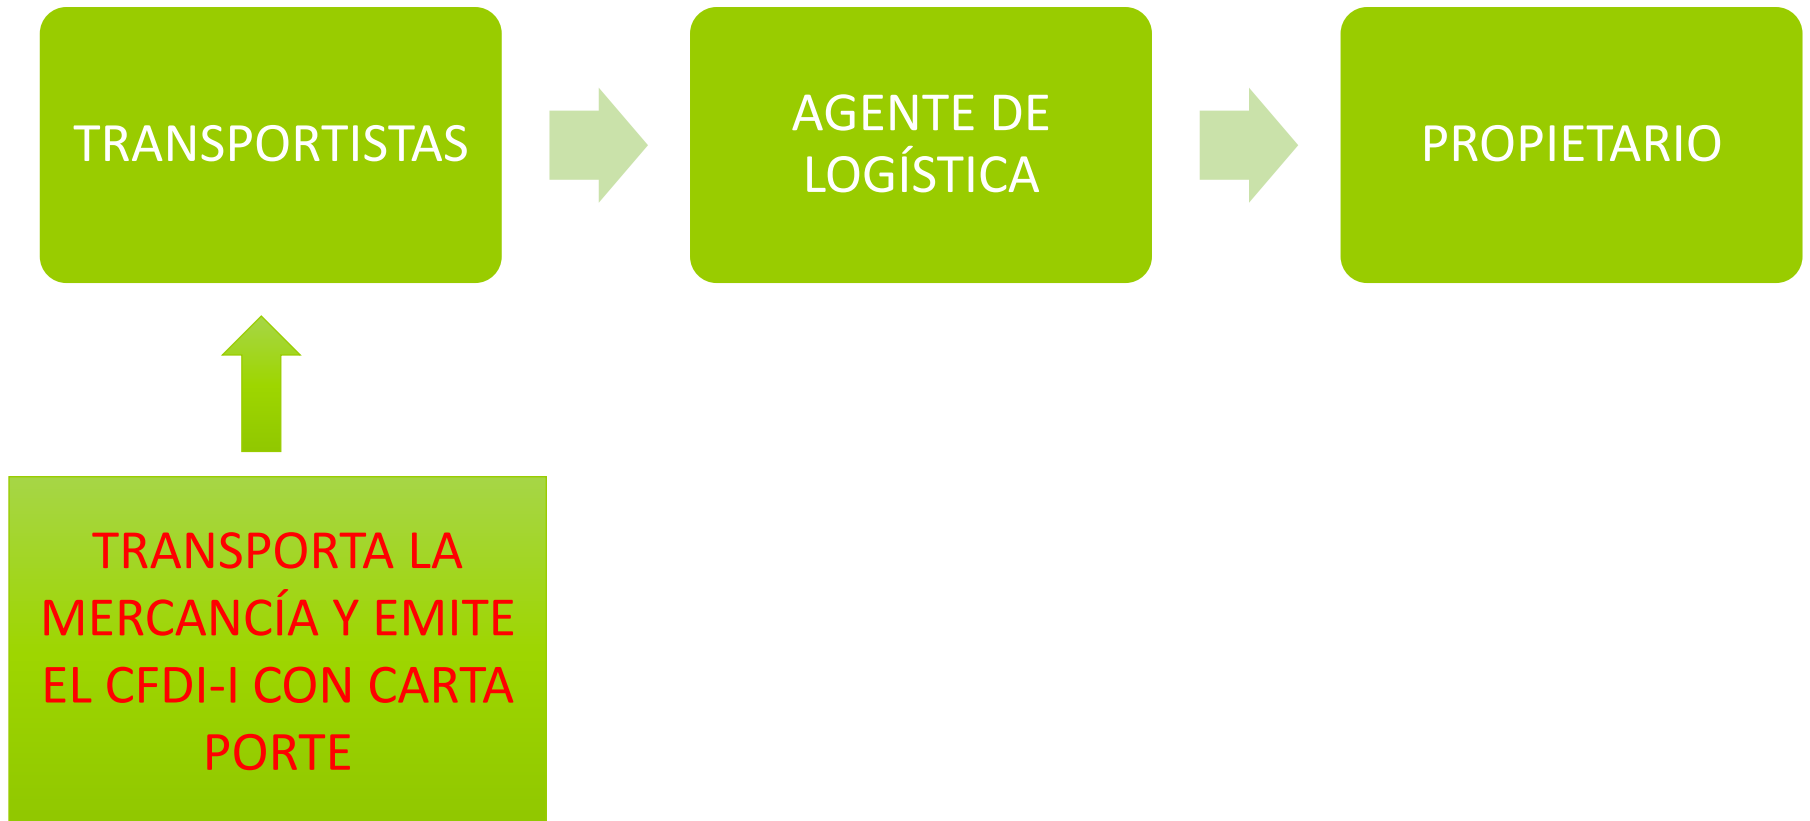 TRANSPORTISTAS
AGENTE DE
LOGÍSTICA
PROPIETARIO
TRANSPORTA LA
MERCANCÍA Y EMITE
EL CFDI-I CON CARTA
PORTE